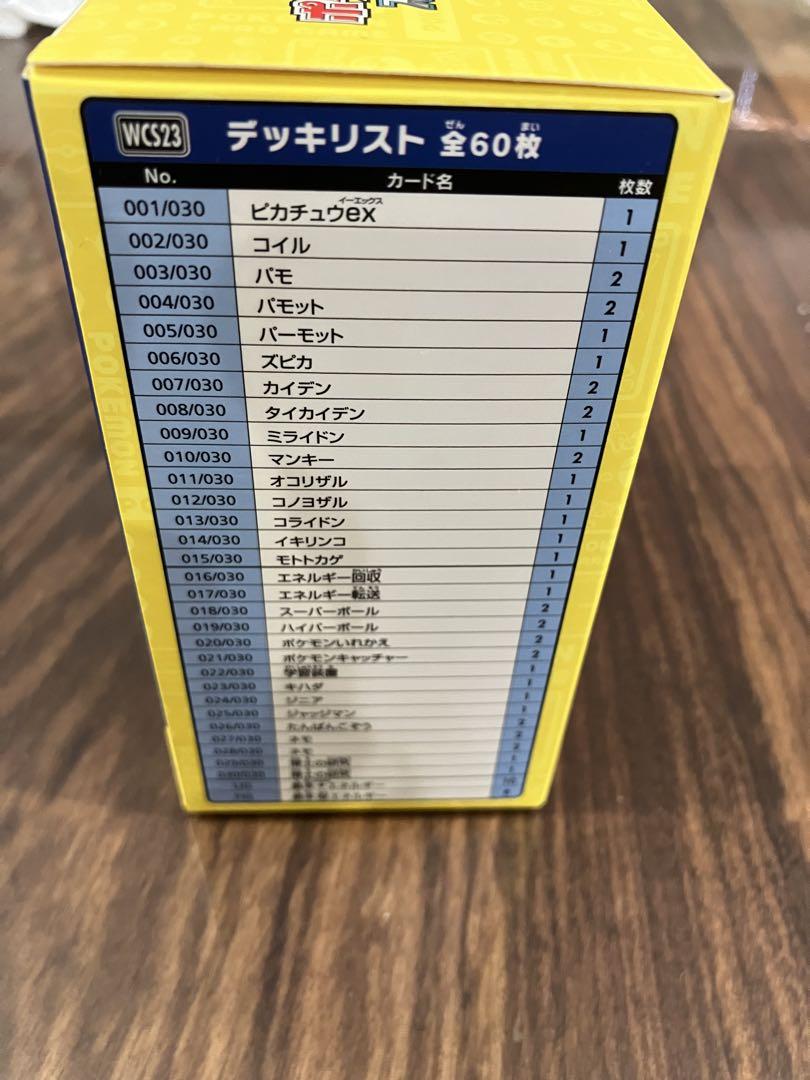 WCS23 デッキリスト 全60枚
ぜん まい
No. カード名 枚数
001/030 ピカチュウex 1
イーエックス
002/030 コイル 1
003/030 パモ 2
004/030 パモット 2
005/030 パーモット 1
006/030 ズピカ 1
007/030 カイデン 2
008/030 タイカイデン 2
009/030 ミライドン 1
010/030 マンキー 2
011/030 オコリザル 1
012/030 コノヨザル 1
013/030 コライドン 1
014/030 イキリンコ 1
015/030 モトトカゲ 1
016/030 エネルギー回収 1
017/030 エネルギー転送 1
018/030 スーパーボール 2
019/030 ハイパーボール 2
020/030 ポケモンいれかえ 2
021/030 ポケモンキャッチャー 2
022/030 学習装置 1
023/030 キハダ 1
024/030 ジニア 1
025/030 ジャッジマン 1
026/030 たんぱんこぞう 2
027/030 ネモ 2
028/030 ネモ
POKEMON